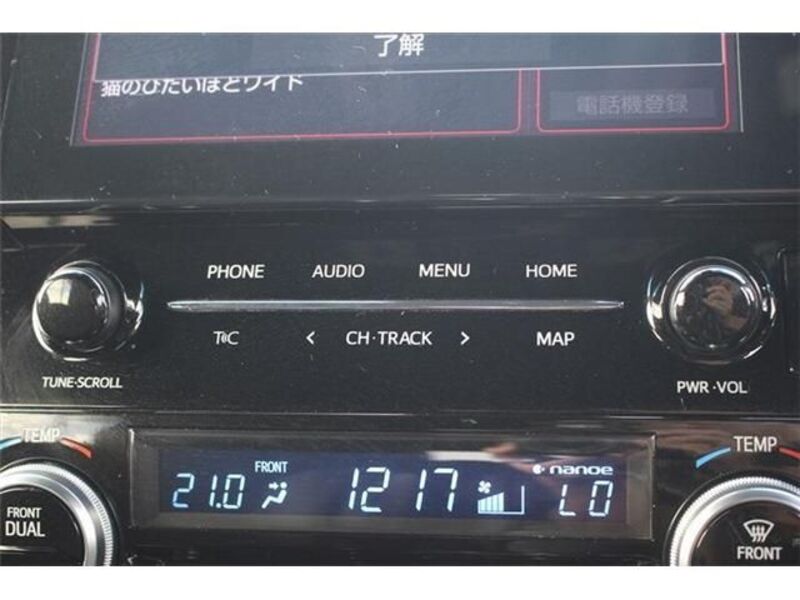 了解
猫のひたいほどワイド
電話機登録
PHONE AUDIO MENU HOME
T C < CH·TRACK > MAP
TUNE·SCROLL
PWR·VOL
TEMP
TEMP
FRONT
nanoe
21.0 1217 LO
FRONT
DUAL
FRONT